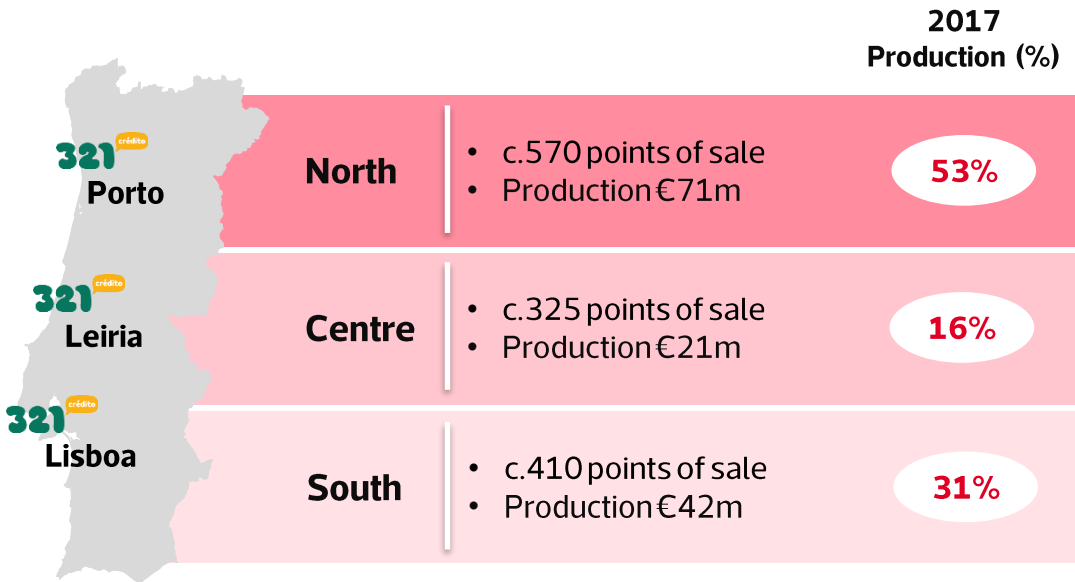 2017
Production (%)
321 crédito
Porto
North
• c.570 points of sale
• Production €71m
53%
321 crédito
Leiria
Centre
• c.325 points of sale
• Production €21m
16%
321 crédito
Lisboa
South
• c.410 points of sale
• Production €42m
31%